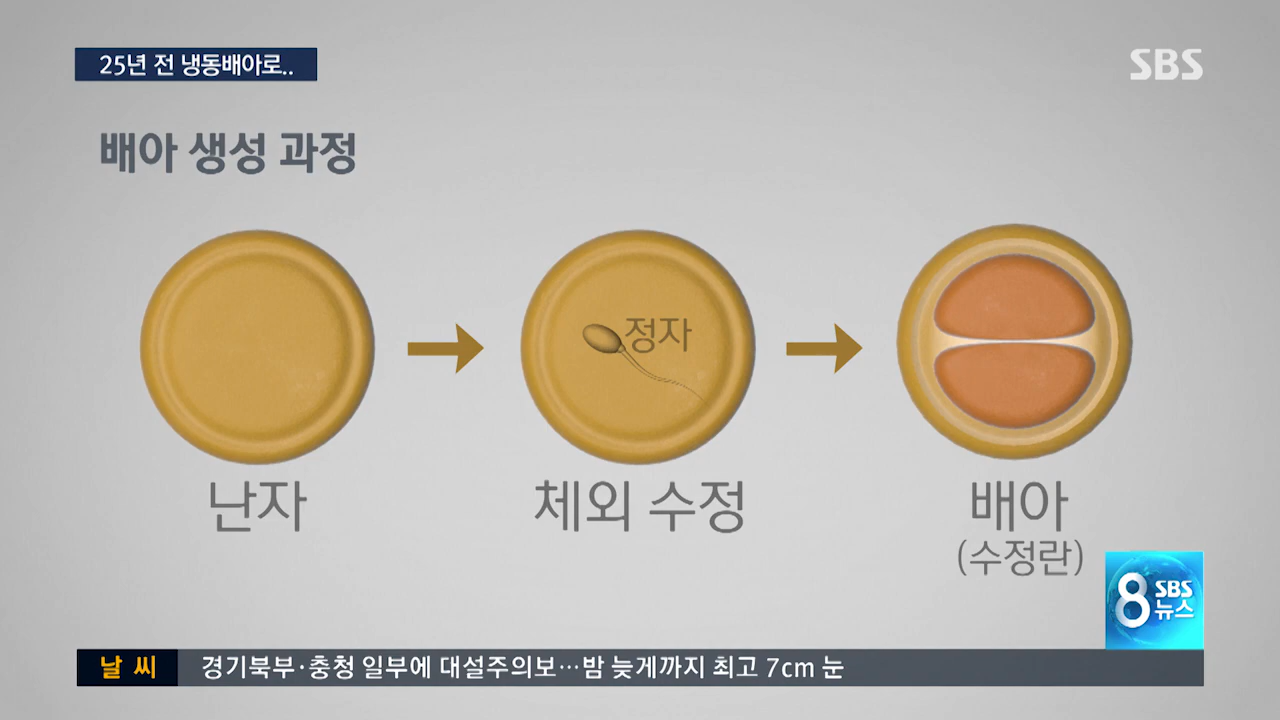 25년 전 냉동배아로..
SBS
배아 생성 과정
정자
난자
체외 수정
배아
(수정란)
8 SBS 뉴스
날 씨
경기북부·충청 일부에 대설주의보…밤 늦게까지 최고 7cm 눈